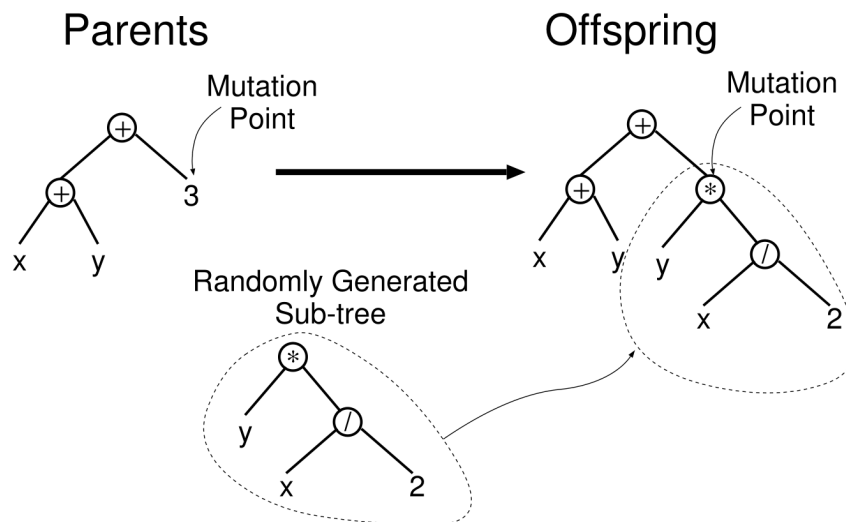 Parents
Offspring
Mutation
Point
+
+
3
x
y
Mutation
Point
+
+
*
x
y
y
/
x
2
Randomly Generated
Sub-tree
*
y
/
x
2